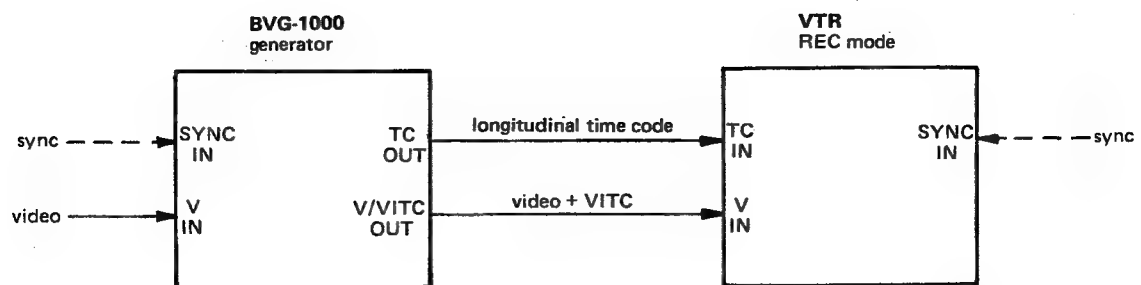 BVG-1000
generator
VTR
REC mode
sync
SYNC
IN
TC
OUT
longitudinal time code
TC
IN
SYNC
IN
sync
video
V
IN
V/VITC
OUT
video + VITC
V
IN